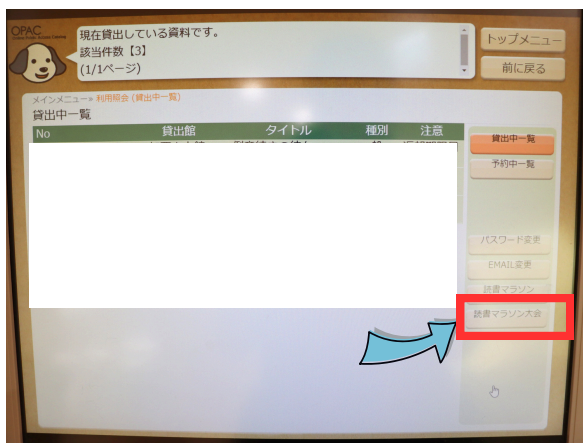 OPAC
Online Public Access Catalog
現在貸出している資料です。
該当件数【3】
(1/1ページ)
トップメニュー
前に戻る
メインメニュー» 利用照会 (貸出中一覧)
貸出中一覧
No 貸出館 タイトル 種別 注意
貸出中一覧
予約中一覧
パスワード変更
EMAIL変更
読書マラソン
読書マラソン大会